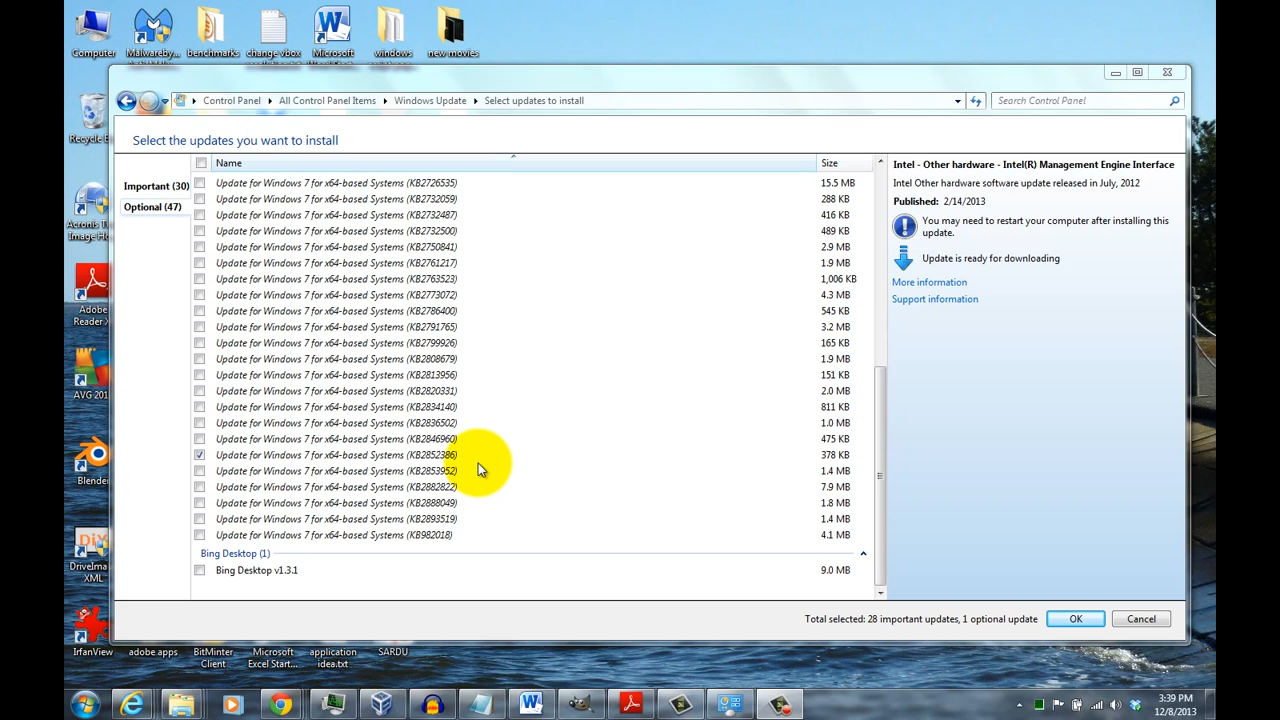 Computer
Malwareby...
benchmarks
change vbox
Microsoft
windows
new movies
Recycle B
Acronis T
Image Ho
Adobe
Reader X
AVG 201
Blender
DriveIma
XML
IrfanView
adobe apps
BitMinter
Client
Microsoft
Excel Start...
application
idea.txt
SARDU
Control Panel
All Control Panel Items
Windows Update
Select updates to install
Search Control Panel
Select the updates you want to install
Important (30)
Optional (47)
Name Size
Update for Windows 7 for x64-based Systems (KB2726535) 15.5 MB
Update for Windows 7 for x64-based Systems (KB2732059) 288 KB
Update for Windows 7 for x64-based Systems (KB2732487) 416 KB
Update for Windows 7 for x64-based Systems (KB2732500) 489 KB
Update for Windows 7 for x64-based Systems (KB2750841) 2.9 MB
Update for Windows 7 for x64-based Systems (KB2761217) 1.9 MB
Update for Windows 7 for x64-based Systems (KB2763523) 1,006 KB
Update for Windows 7 for x64-based Systems (KB2773072) 4.3 MB
Update for Windows 7 for x64-based Systems (KB2786400) 545 KB
Update for Windows 7 for x64-based Systems (KB2791765) 3.2 MB
Update for Windows 7 for x64-based Systems (KB2799926) 165 KB
Update for Windows 7 for x64-based Systems (KB2808679) 1.9 MB
Update for Windows 7 for x64-based Systems (KB2813956) 151 KB
Update for Windows 7 for x64-based Systems (KB2820331) 2.0 MB
Update for Windows 7 for x64-based Systems (KB2834140) 811 KB
Update for Windows 7 for x64-based Systems (KB2836502) 1.0 MB
Update for Windows 7 for x64-based Systems (KB2846960) 475 KB
Update for Windows 7 for x64-based Systems (KB2852386) 378 KB
Update for Windows 7 for x64-based Systems (KB2853952) 1.4 MB
Update for Windows 7 for x64-based Systems (KB2882822) 7.9 MB
Update for Windows 7 for x64-based Systems (KB2888049) 1.8 MB
Update for Windows 7 for x64-based Systems (KB2893519) 1.4 MB
Update for Windows 7 for x64-based Systems (KB982018) 4.1 MB
Bing Desktop (1)
Bing Desktop v1.3.1 9.0 MB
Intel - Other hardware - Intel(R) Management Engine Interface
Intel Other hardware software update released in July, 2012
Published: 2/14/2013
You may need to restart your computer after installing this
update.
Update is ready for downloading
More information
Support information
Total selected: 28 important updates, 1 optional update
OK
Cancel
3:39 PM
12/8/2013